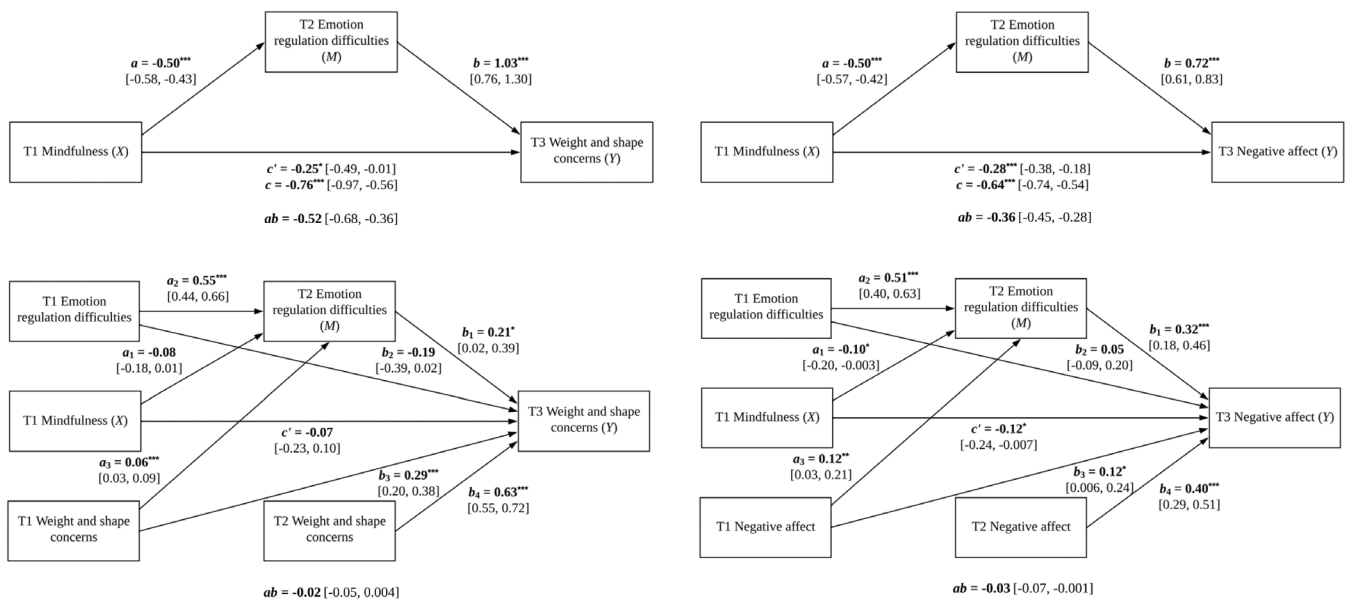 T2 Emotion
regulation difficulties
(M)
a = -0.50***
[-0.58, -0.43]
b = 1.03***
[0.76, 1.30]
T1 Mindfulness (X)
T3 Weight and shape
concerns (Y)
c' = -0.25* [-0.49, -0.01]
c = -0.76*** [-0.97, -0.56]
ab = -0.52 [-0.68, -0.36]
T2 Emotion
regulation difficulties
(M)
a = -0.50***
[-0.57, -0.42]
b = 0.72***
[0.61, 0.83]
T1 Mindfulness (X)
T3 Negative affect (Y)
c' = -0.28*** [-0.38, -0.18]
c = -0.64*** [-0.74, -0.54]
ab = -0.36 [-0.45, -0.28]
T1 Emotion
regulation difficulties
a₂ = 0.55***
[0.44, 0.66]
T2 Emotion
regulation difficulties
(M)
b₁ = 0.21*
[0.02, 0.39]
a₁ = -0.08
[-0.18, 0.01]
b₂ = -0.19
[-0.39, 0.02]
T1 Mindfulness (X)
T3 Weight and shape
concerns (Y)
c' = -0.07
[-0.23, 0.10]
a₃ = 0.06***
[0.03, 0.09]
b₃ = 0.29***
[0.20, 0.38]
b₄ = 0.63***
[0.55, 0.72]
T1 Weight and shape
concerns
T2 Weight and shape
concerns
ab = -0.02 [-0.05, 0.004]
T1 Emotion
regulation difficulties
a₂ = 0.51***
[0.40, 0.63]
T2 Emotion
regulation difficulties
(M)
b₁ = 0.32***
[0.18, 0.46]
a₁ = -0.10*
[-0.20, -0.003]
b₂ = 0.05
[-0.09, 0.20]
T1 Mindfulness (X)
T3 Negative affect (Y)
c' = -0.12*
[-0.24, -0.007]
a₃ = 0.12**
[0.03, 0.21]
b₃ = 0.12*
[0.006, 0.24]
b₄ = 0.40***
[0.29, 0.51]
T1 Negative affect
T2 Negative affect
ab = -0.03 [-0.07, -0.001]